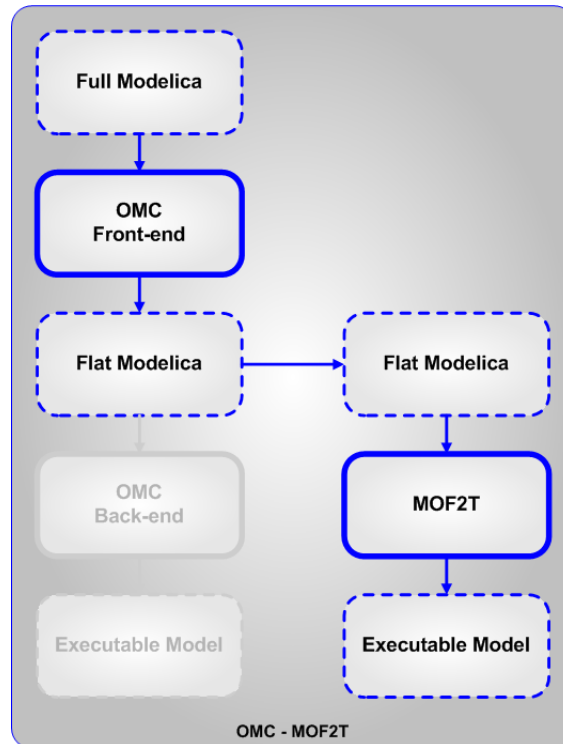 Full Modelica
OMC
Front-end
Flat Modelica
Flat Modelica
OMC
Back-end
MOF2T
Executable Model
Executable Model
OMC - MOF2T